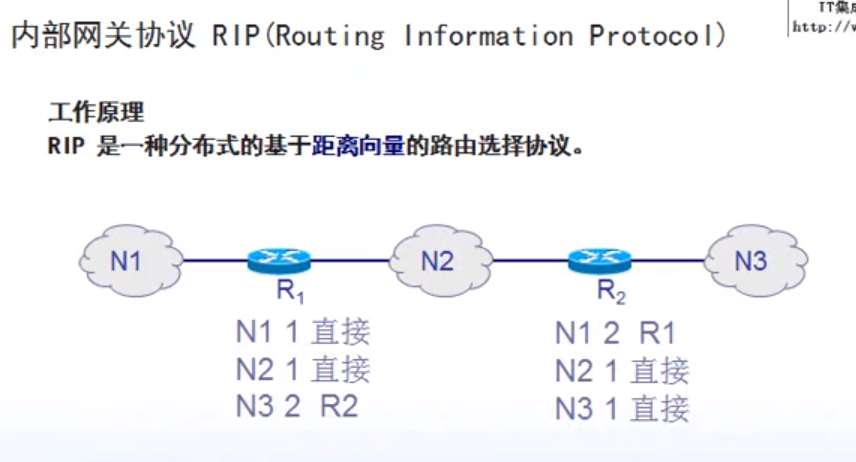 IT集
http://
内部网关协议 RIP(Routing Information Protocol)
工作原理
RIP 是一种分布式的基于距离向量的路由选择协议。
N1 N2 N3
R1 R2
N1 1 直接 N1 2 R1
N2 1 直接 N2 1 直接
N3 2 R2 N3 1 直接